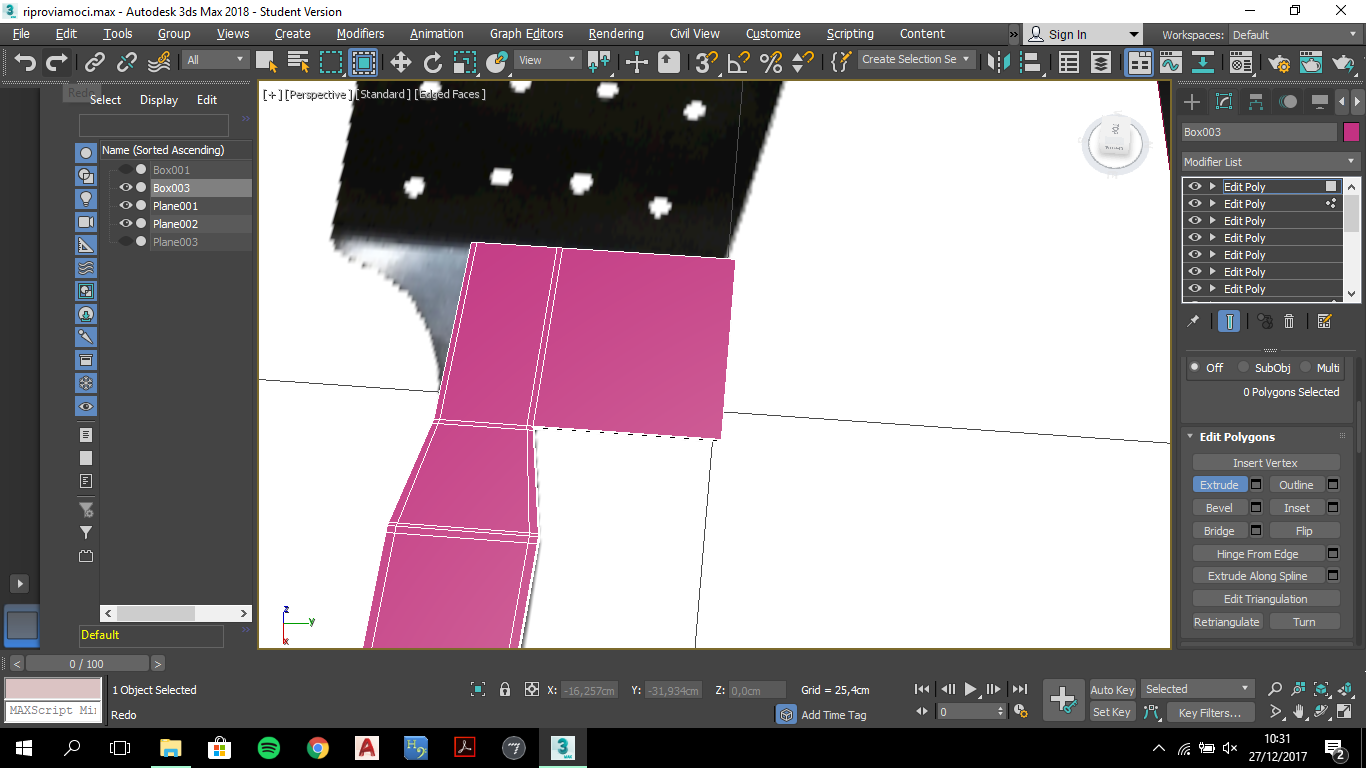 riproviamoci.max - Autodesk 3ds Max 2018 - Student Version
File Edit Tools Group Views Create Modifiers Animation Graph Editors Rendering Civil View Customize Scripting Content » Sign In Workspaces: Default
All View Create Selection Se
Redo
Select Display Edit
Name (Sorted Ascending)
Box001
Box003
Plane001
Plane002
Plane003
Default
[+] [Perspective] [Standard] [Edged Faces]
TOP
z
y
x
Box003
Modifier List
Edit Poly
Edit Poly
Edit Poly
Edit Poly
Edit Poly
Edit Poly
Edit Poly
Off SubObj Multi
0 Polygons Selected
Edit Polygons
Insert Vertex
Extrude Outline
Bevel Inset
Bridge Flip
Hinge From Edge
Extrude Along Spline
Edit Triangulation
Retriangulate Turn
< 0 / 100 >
1 Object Selected X: -16,257cm Y: -31,934cm Z: 0,0cm Grid = 25,4cm Auto Key Selected
MAXScript Mi
Redo Add Time Tag 0 Set Key Key Filters...
10:31
27/12/2017
2